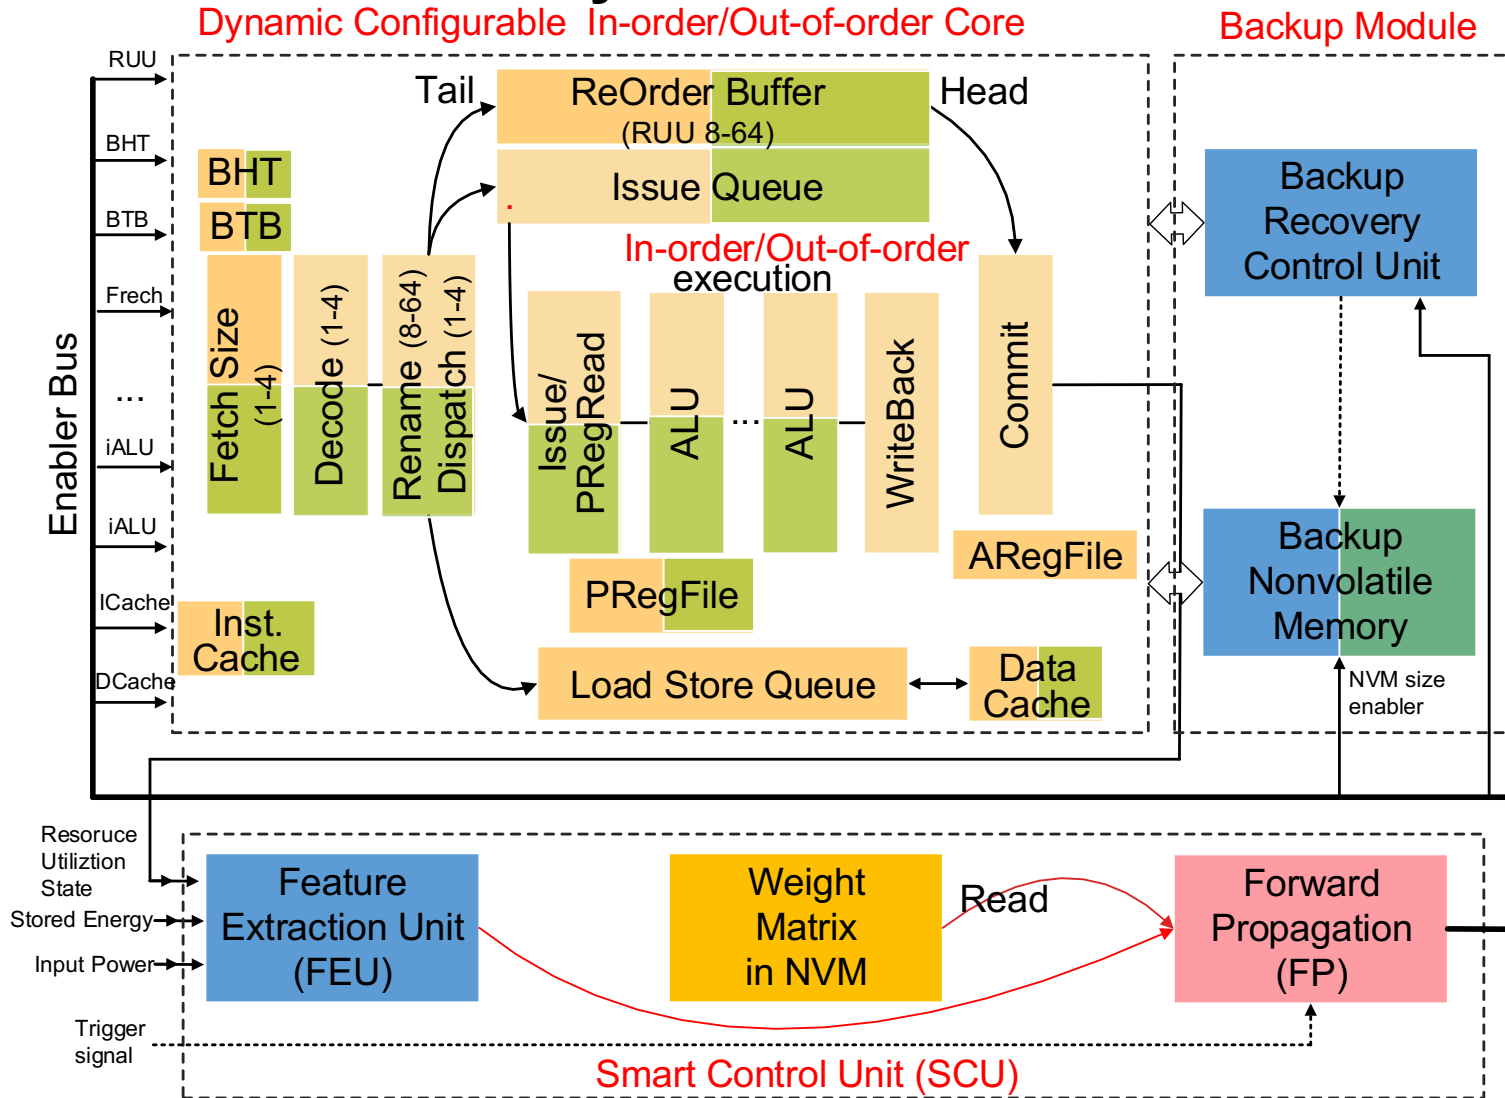 Dynamic Configurable In-order/Out-of-order Core
Backup Module
RUU
BHT
BTB
Frech
...
iALU
iALU
ICache
DCache
Enabler Bus
Tail
ReOrder Buffer
(RUU 8-64)
Head
Issue Queue
BHT
BTB
In-order/Out-of-order
execution
Fetch Size
(1-4)
Decode (1-4)
Rename (8-64)
Dispatch (1-4)
Issue/
PRegRead
ALU
...
ALU
WriteBack
Commit
ARegFile
PRegFile
Inst.
Cache
Load Store Queue
Data
Cache
Backup
Recovery
Control Unit
Backup
Nonvolatile
Memory
NVM size
enabler
Resoruce
Utiliztion
State
Stored Energy
Input Power
Trigger
signal
Feature
Extraction Unit
(FEU)
Weight
Matrix
in NVM
Read
Forward
Propagation
(FP)
Smart Control Unit (SCU)